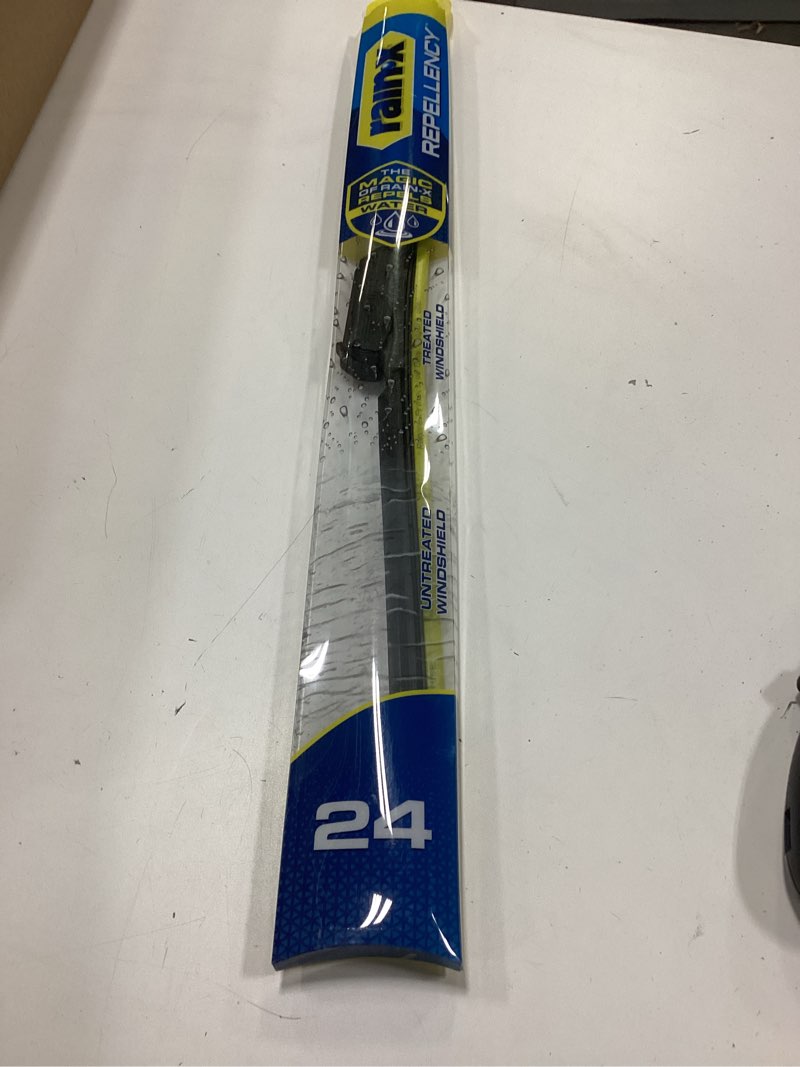 rain-x
REPELLENCY
THE
MAGIC
OF RAIN-X
REPELS
WATER
TREATED
WINDSHIELD
UNTREATED
WINDSHIELD
24